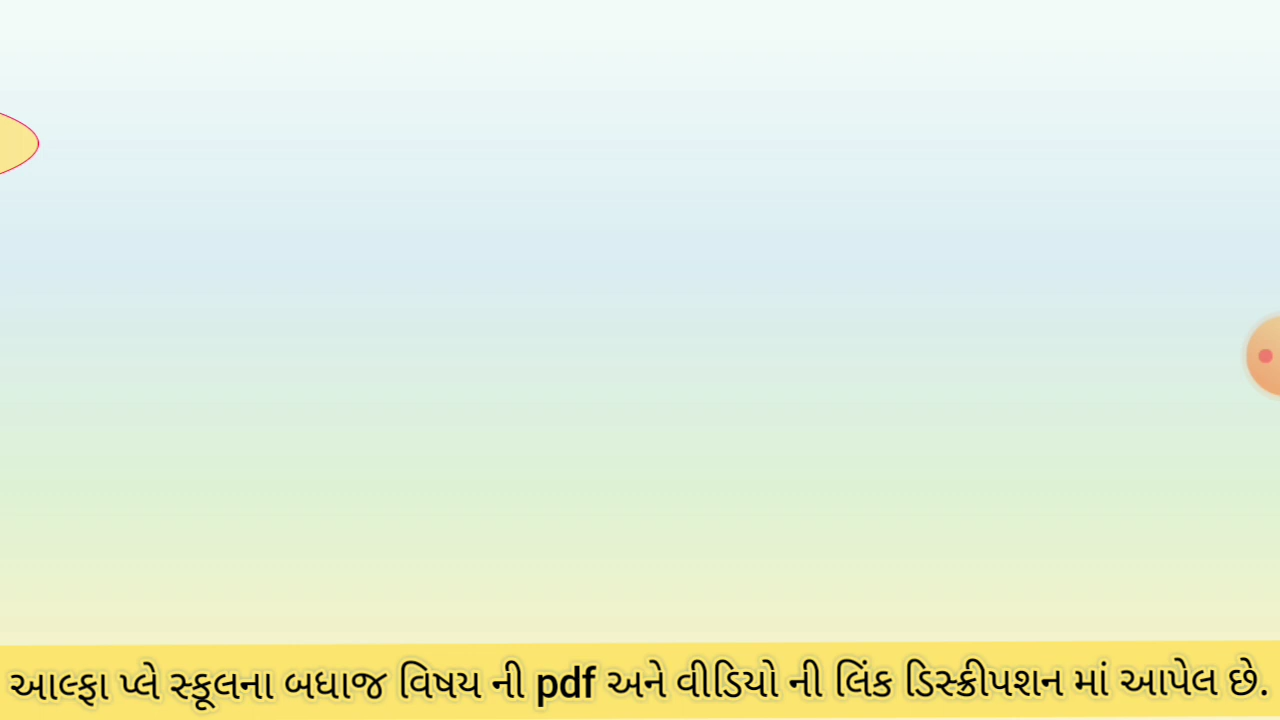 આલ્ફા પ્લે સ્કૂલના બધાજ વિષય ની pdf અને વીડિયો ની લિંક ડિસ્ક્રીપશન માં આપેલ છે.